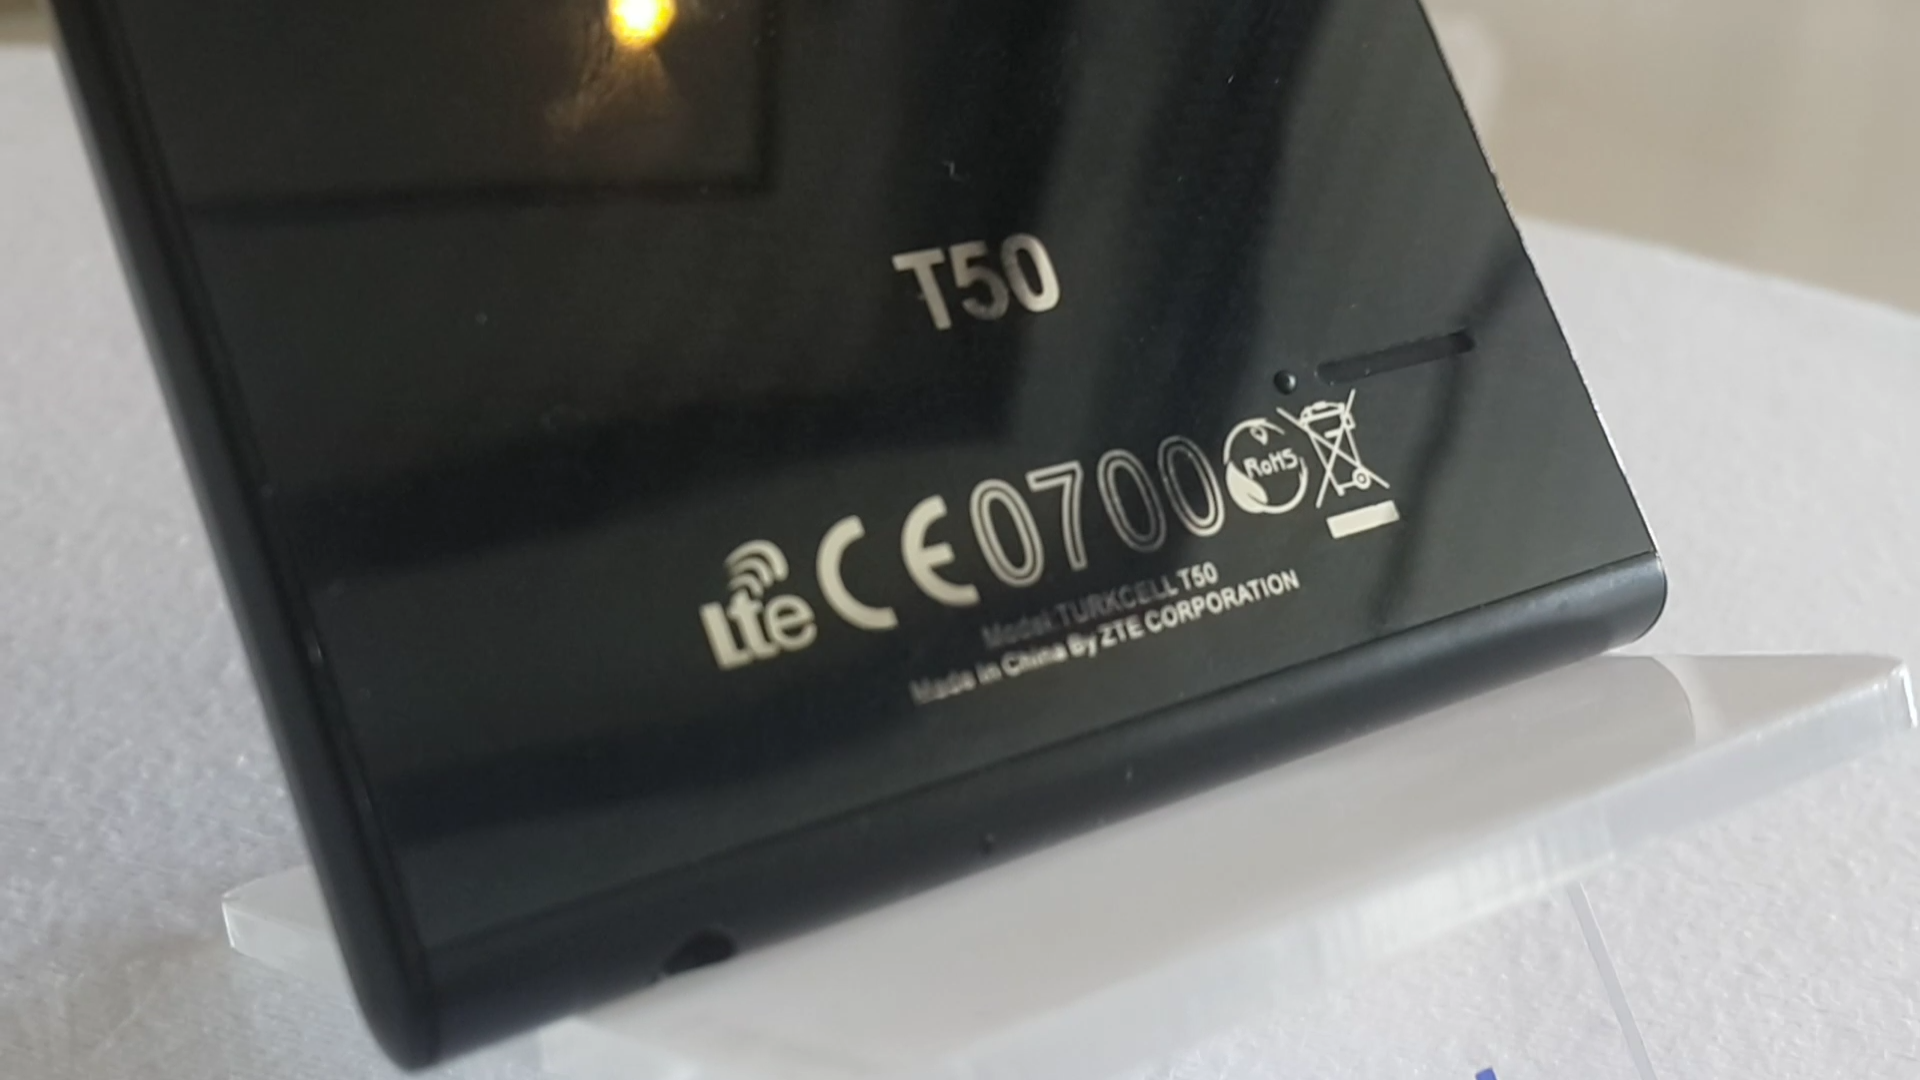 T50
Lte CE0700 RoHS
Model:TURKCELL T50
Made in China By ZTE CORPORATION